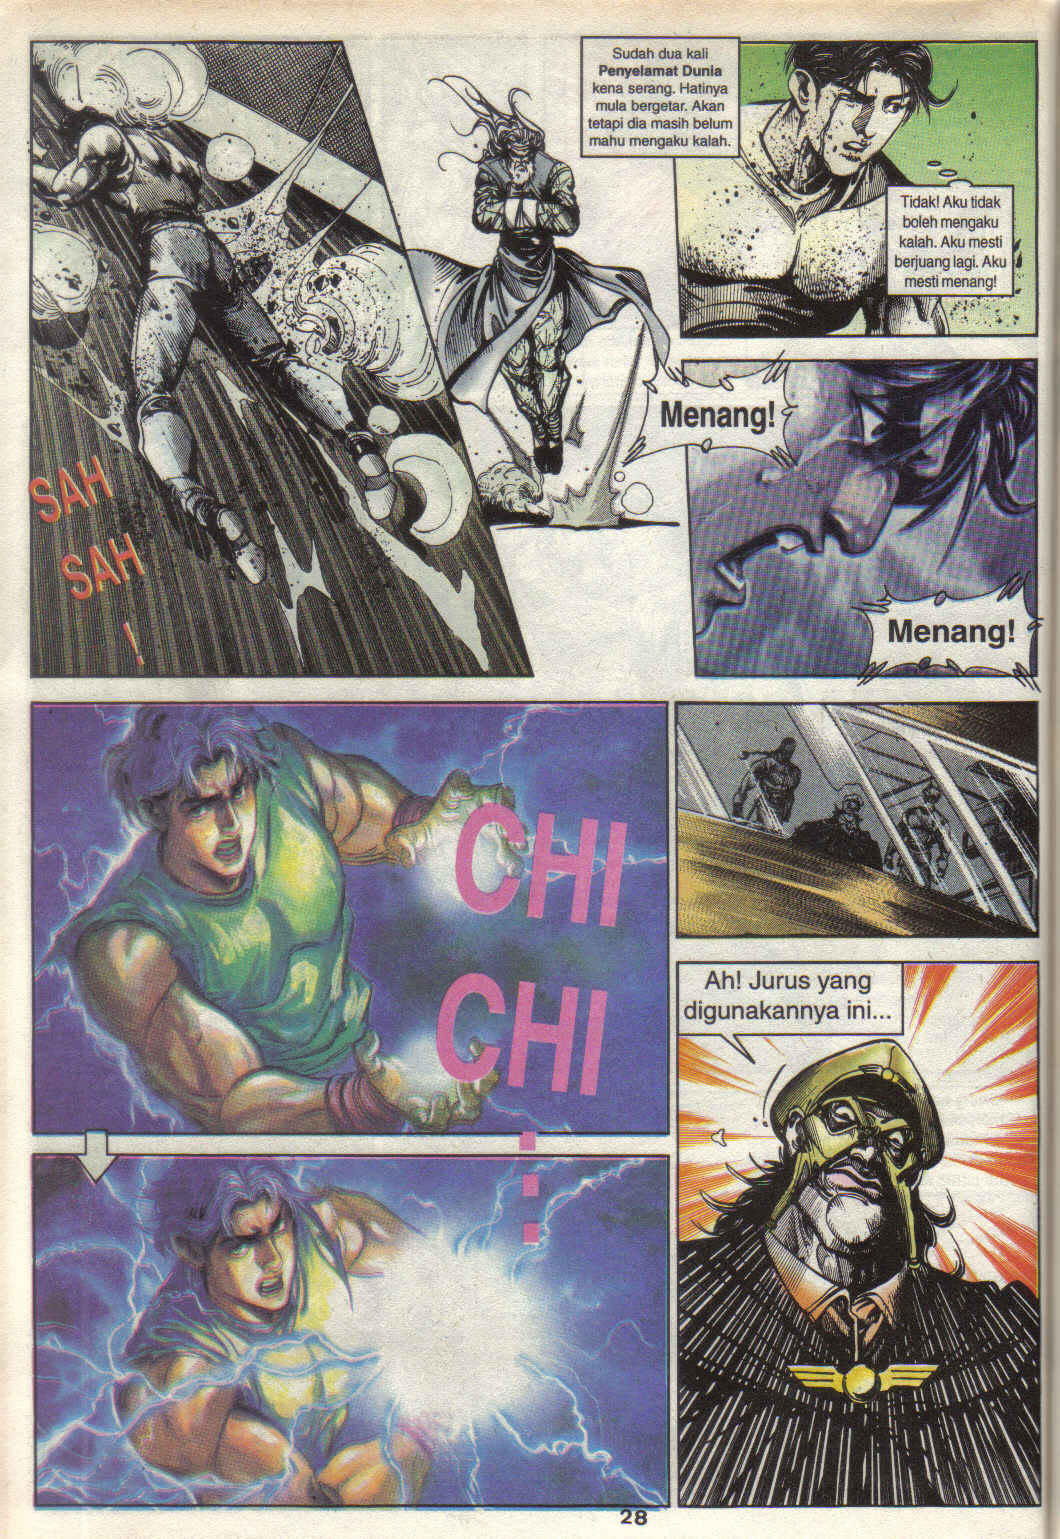 Sudah dua kali
Penyelamat Dunia
kena serang. Hatinya
mula bergetar. Akan
tetapi dia masih belum
mahu mengaku kalah.
Tidak! Aku tidak
boleh mengaku
kalah. Aku mesti
berjuang lagi. Aku
mesti menang!
Menang!
SAH
SAH
!
Menang!
CHI
CHI
...
Ah! Jurus yang
digunakannya ini...
28